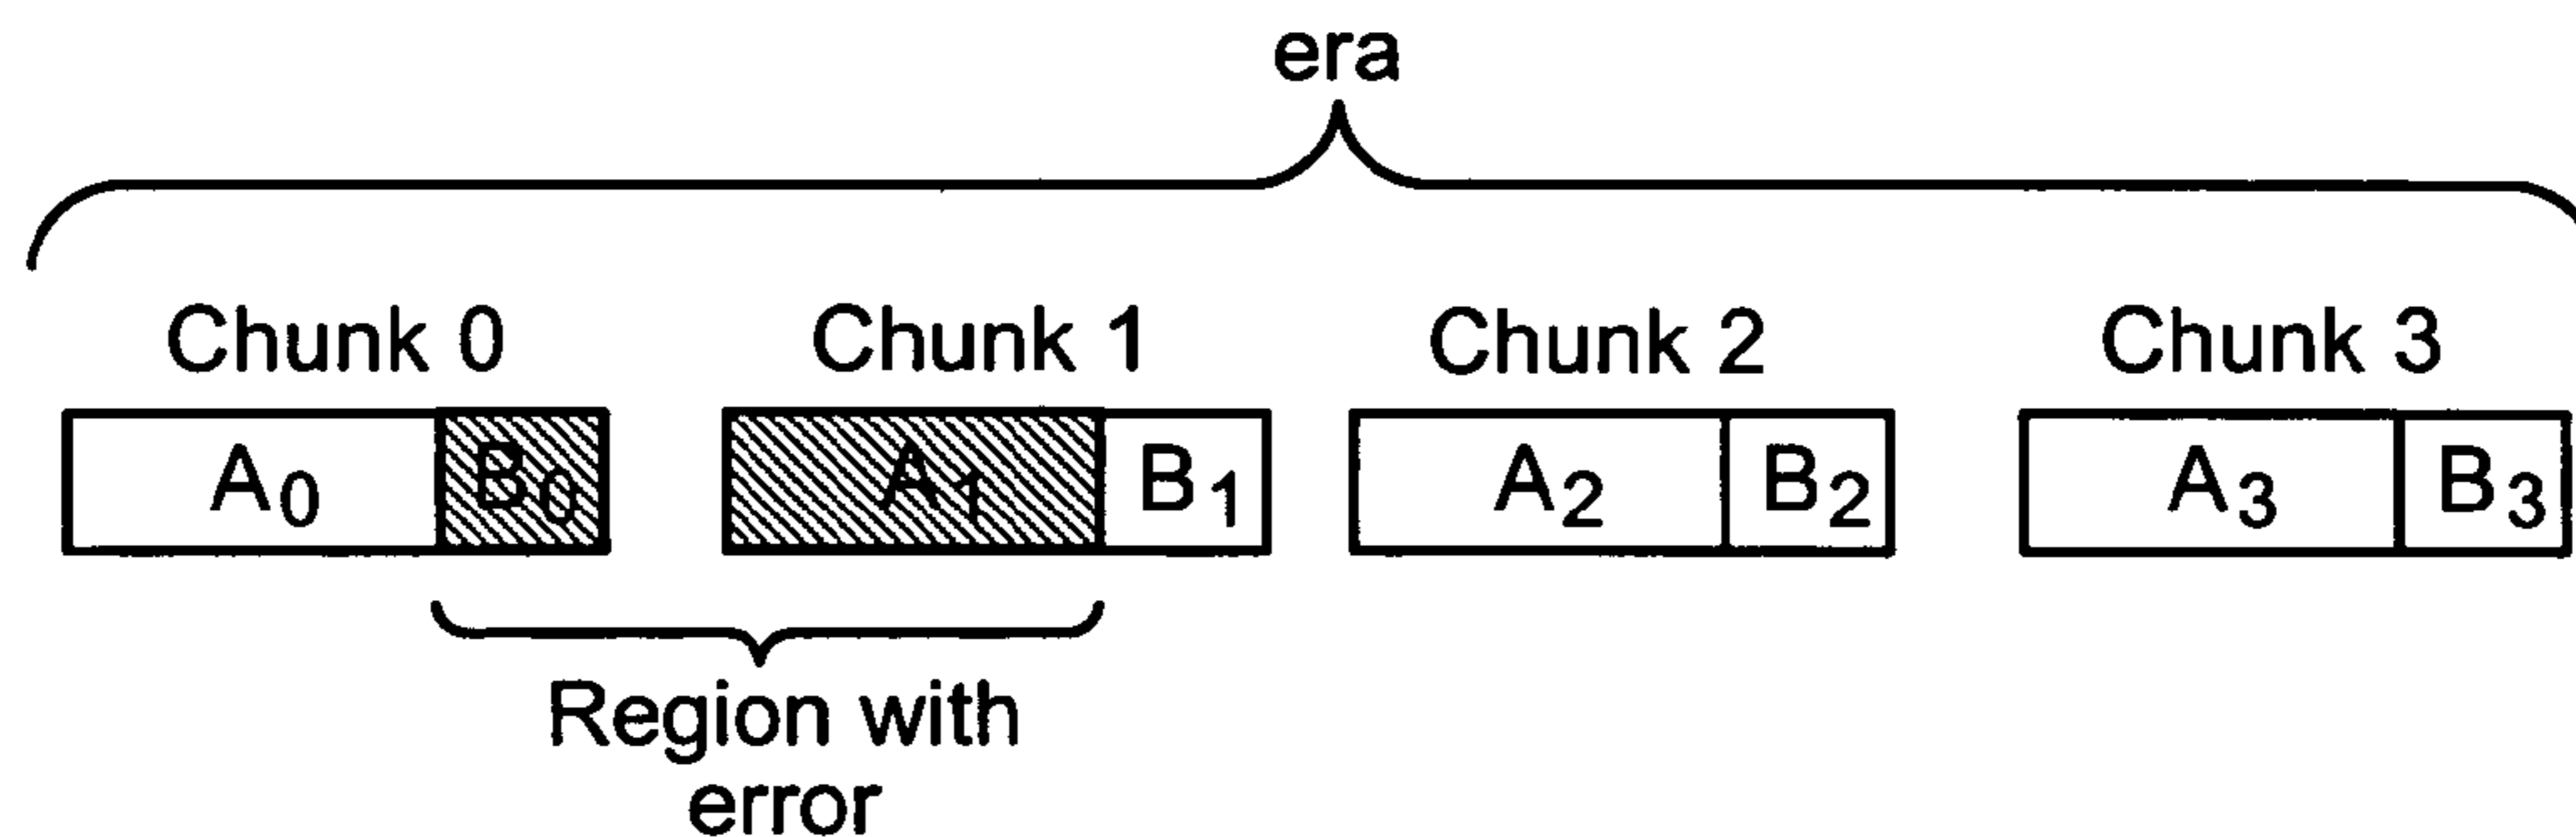 era
Chunk 0 Chunk 1 Chunk 2 Chunk 3
A0 B0 A1 B1 A2 B2 A3 B3
Region with
error